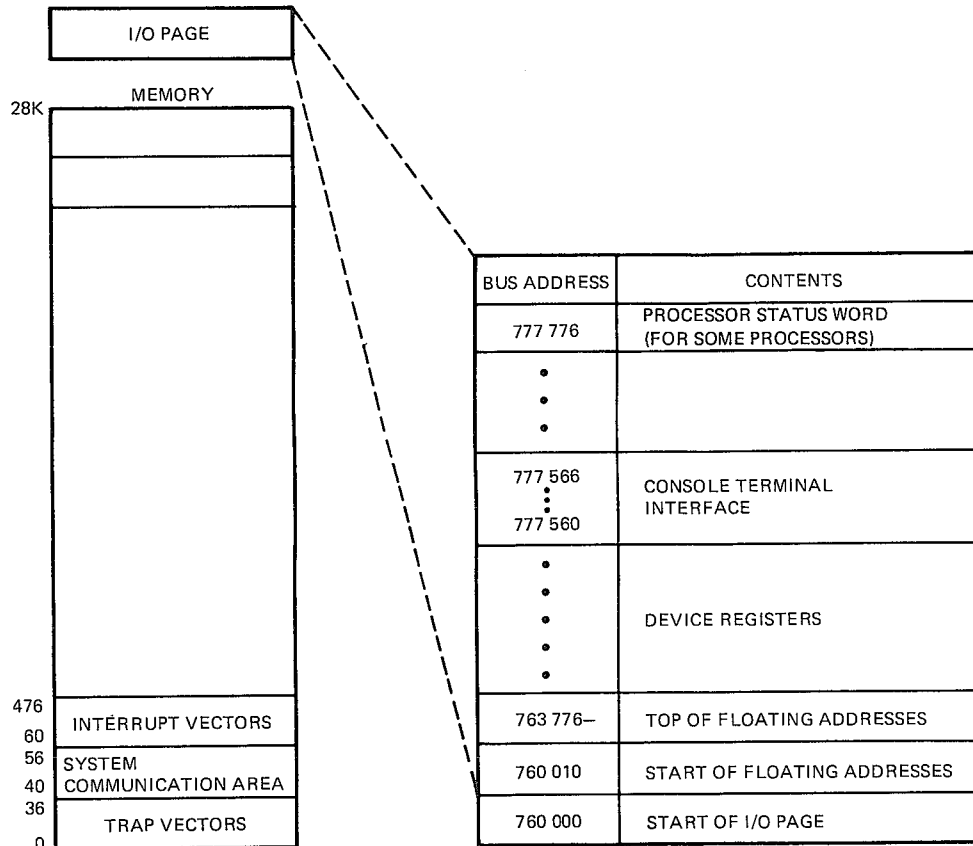 I/O PAGE
MEMORY
28K
476
INTERRUPT VECTORS
60
56
SYSTEM
COMMUNICATION AREA
40
36
TRAP VECTORS
0
BUS ADDRESS CONTENTS
777 776 PROCESSOR STATUS WORD
(FOR SOME PROCESSORS)
777 566
CONSOLE TERMINAL
INTERFACE
777 560
DEVICE REGISTERS
763 776– TOP OF FLOATING ADDRESSES
760 010 START OF FLOATING ADDRESSES
760 000 START OF I/O PAGE